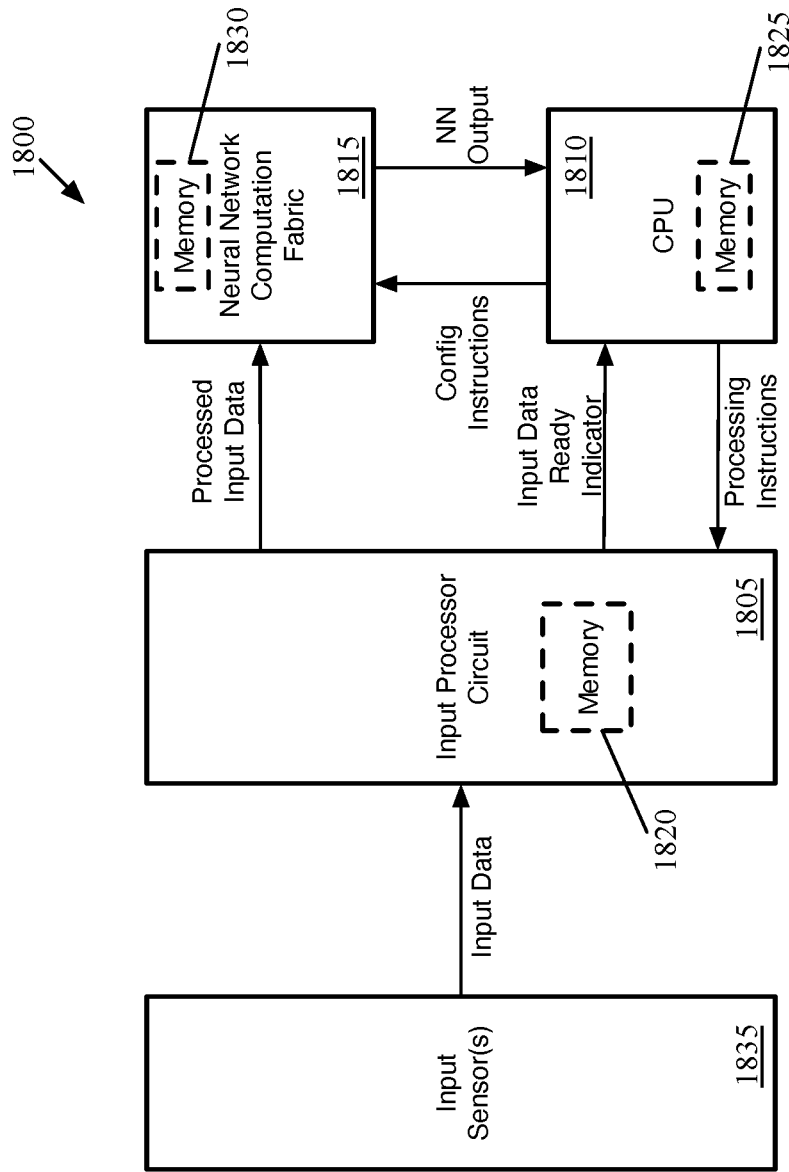 1800
Input
Sensor(s)
1835
Input Data
Input Processor
Circuit
Memory
1820
1805
Processed
Input Data
Input Data
Ready
Indicator
Processing
Instructions
Memory
1830
Neural Network
Computation
Fabric
1815
Config
Instructions
NN
Output
1810
CPU
Memory
1825